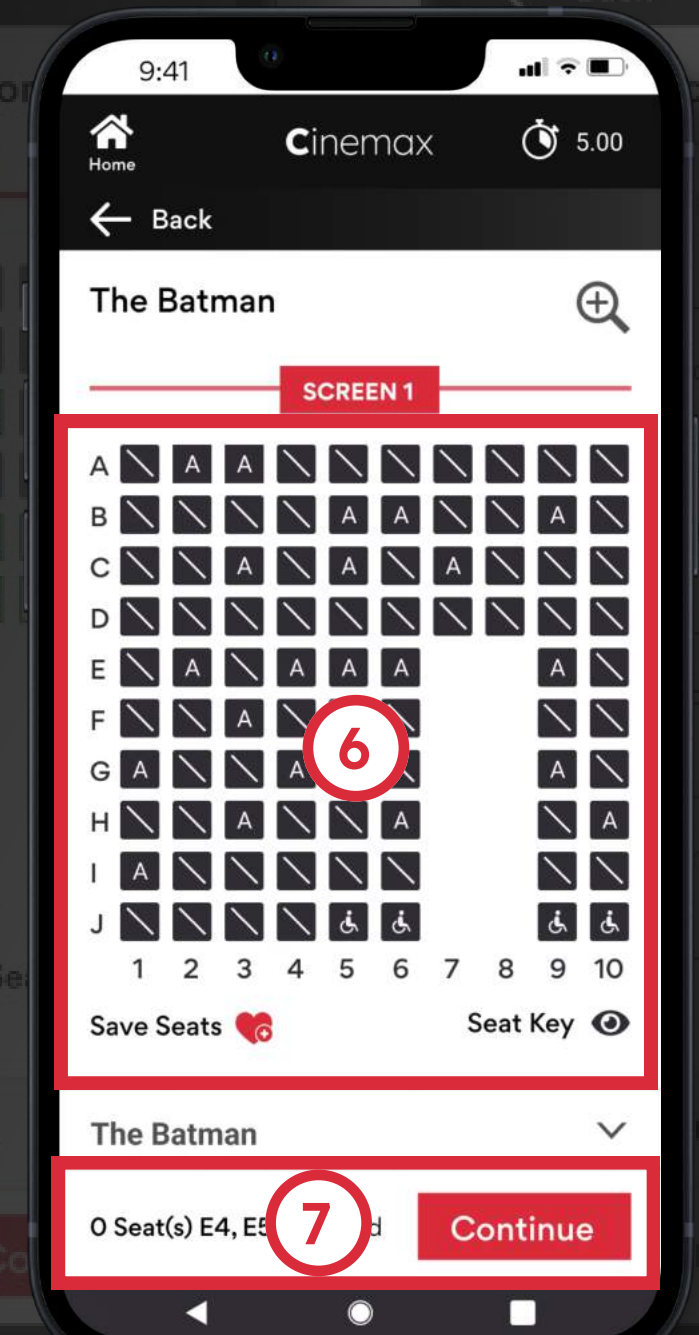 9:41
Home
Cinemax
5.00
Back
The Batman
SCREEN 1
A A A
B A A A
C A A A
D
E A A A A A
F A
G A A A
H A A A
I A
J
1 2 3 4 5 6 7 8 9 10
6
Save Seats
Seat Key
The Batman
0 Seat(s) E4,
7
Continue